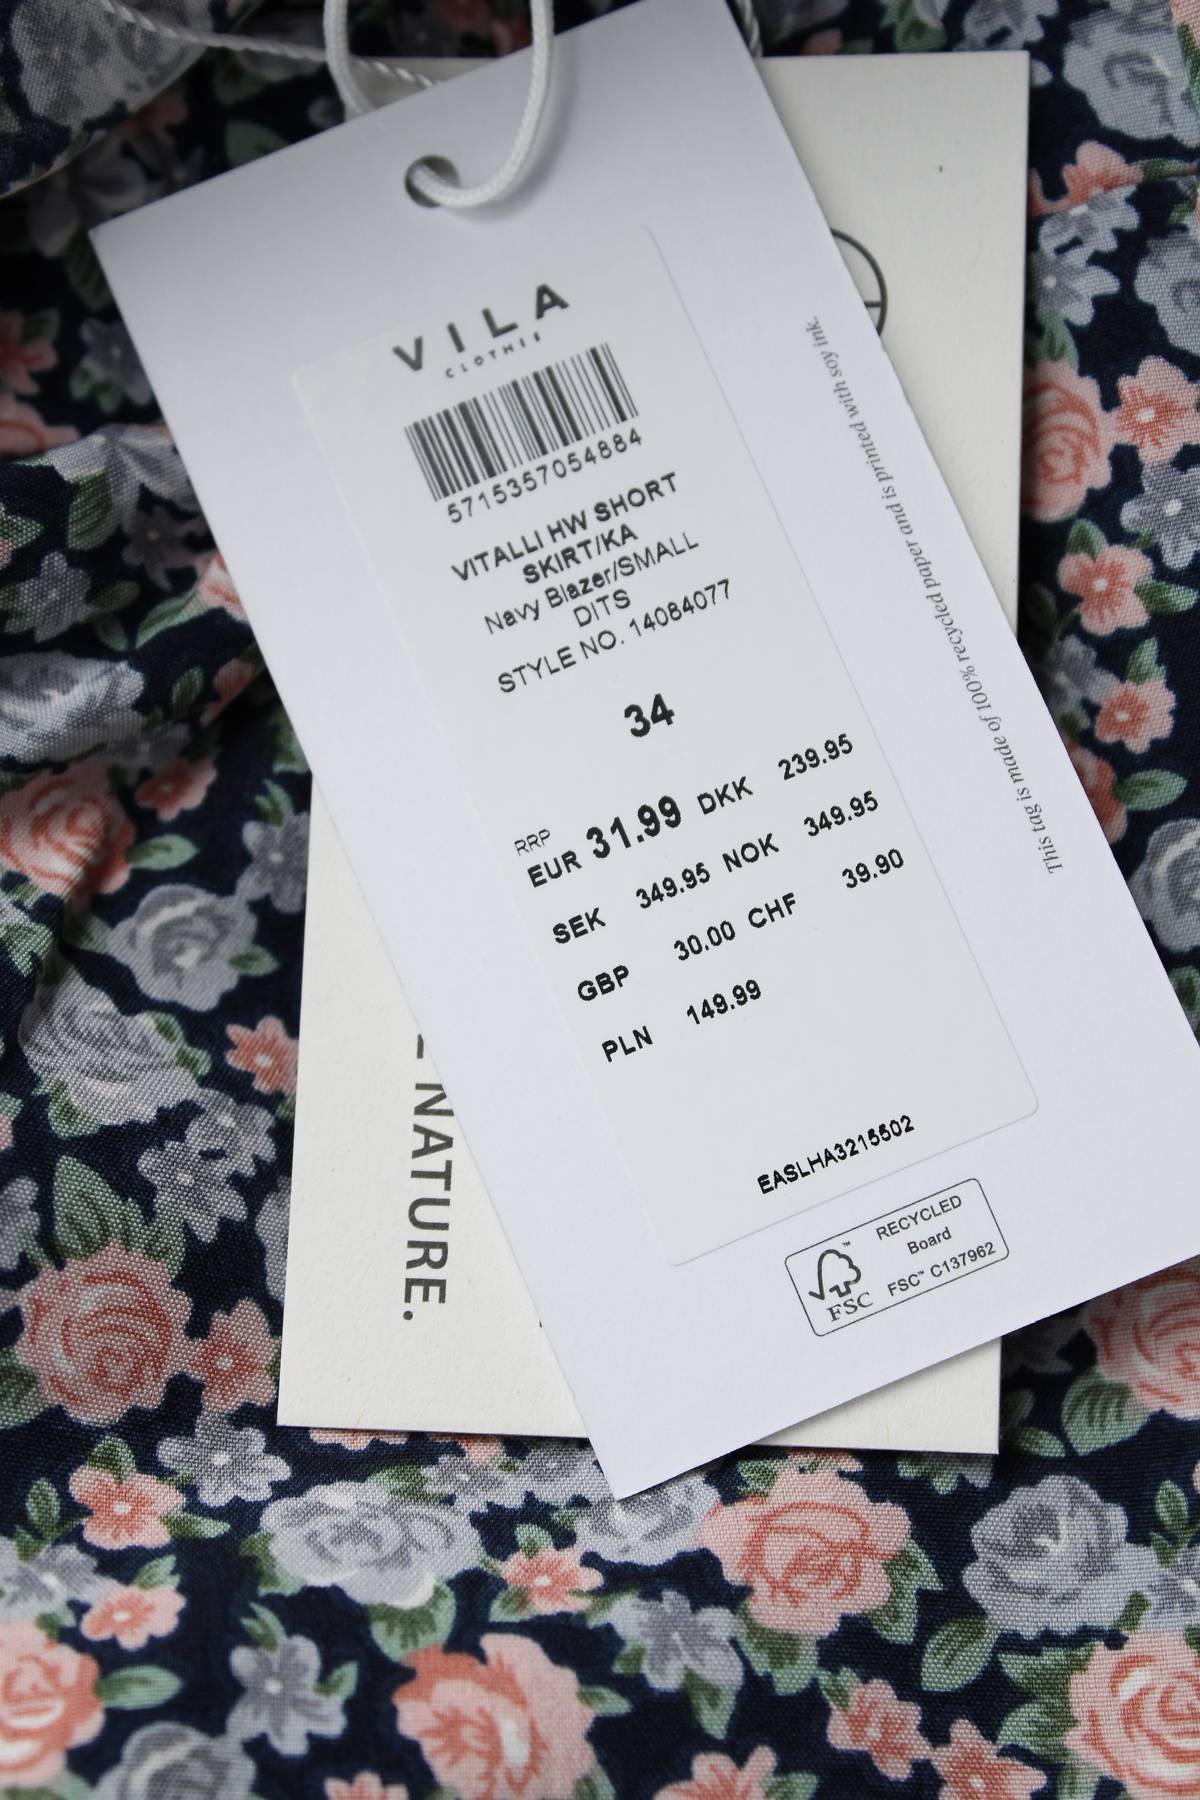 VILA
CLOTHES
5715357054884
VITALLI HW SHORT
SKIRT/KA
Navy Blazer/SMALL
DITS
STYLE NO. 14084077
34
RRP
EUR 31.99 DKK 239.95
SEK 349.95 NOK 349.95
GBP 30.00 CHF 39.90
PLN 149.99
EASLHA3215502
FSC
RECYCLED
Board
FSC™ C137962
This tag is made of 100% recycled paper and is printed with soy ink.
NATURE.